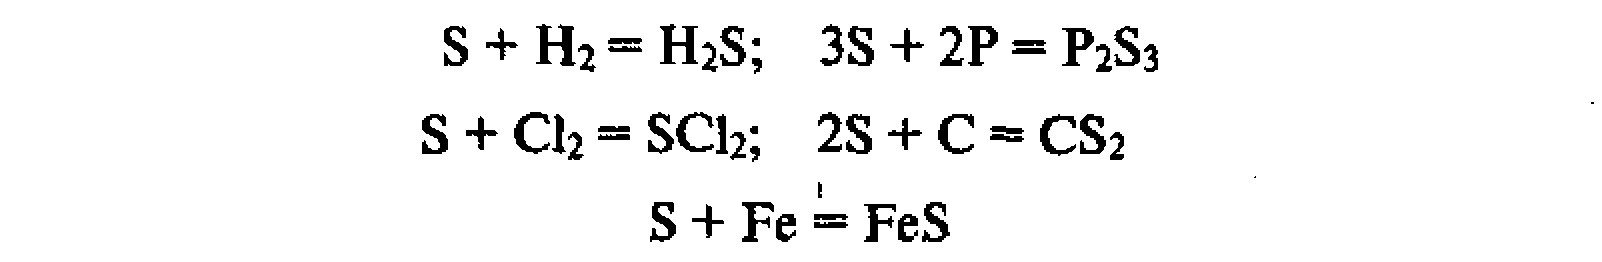 S + H₂ = H₂S; 3S + 2P = P₂S₃
S + Cl₂ = SCl₂; 2S + C = CS₂
S + Fe = FeS